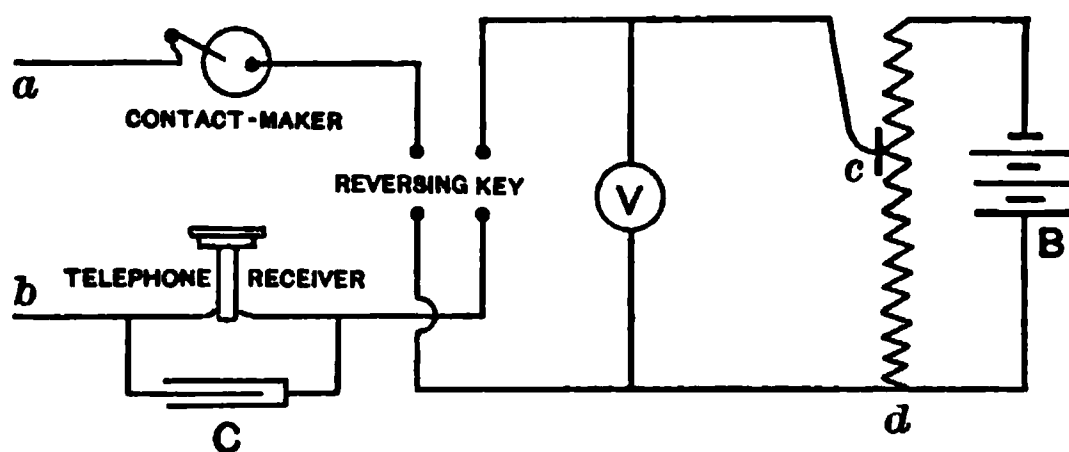 a
CONTACT-MAKER
REVERSING KEY
V
c
B
TELEPHONE RECEIVER
b
C
d